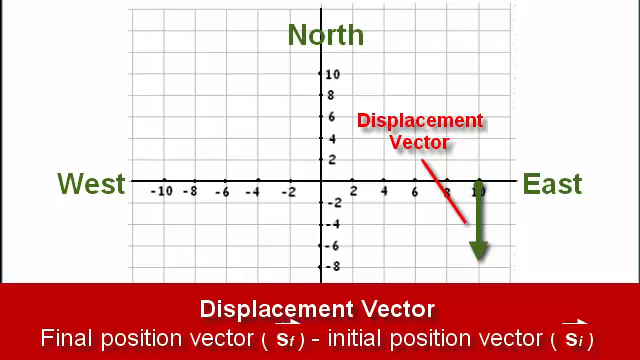 North
10
8
6
4
2
Displacement
Vector
West
East
-10 -8 -6 -4 -2 2 4 6 8 10
-2
-4
-6
-8
Displacement Vector
Final position vector ( sf ) - initial position vector ( si )